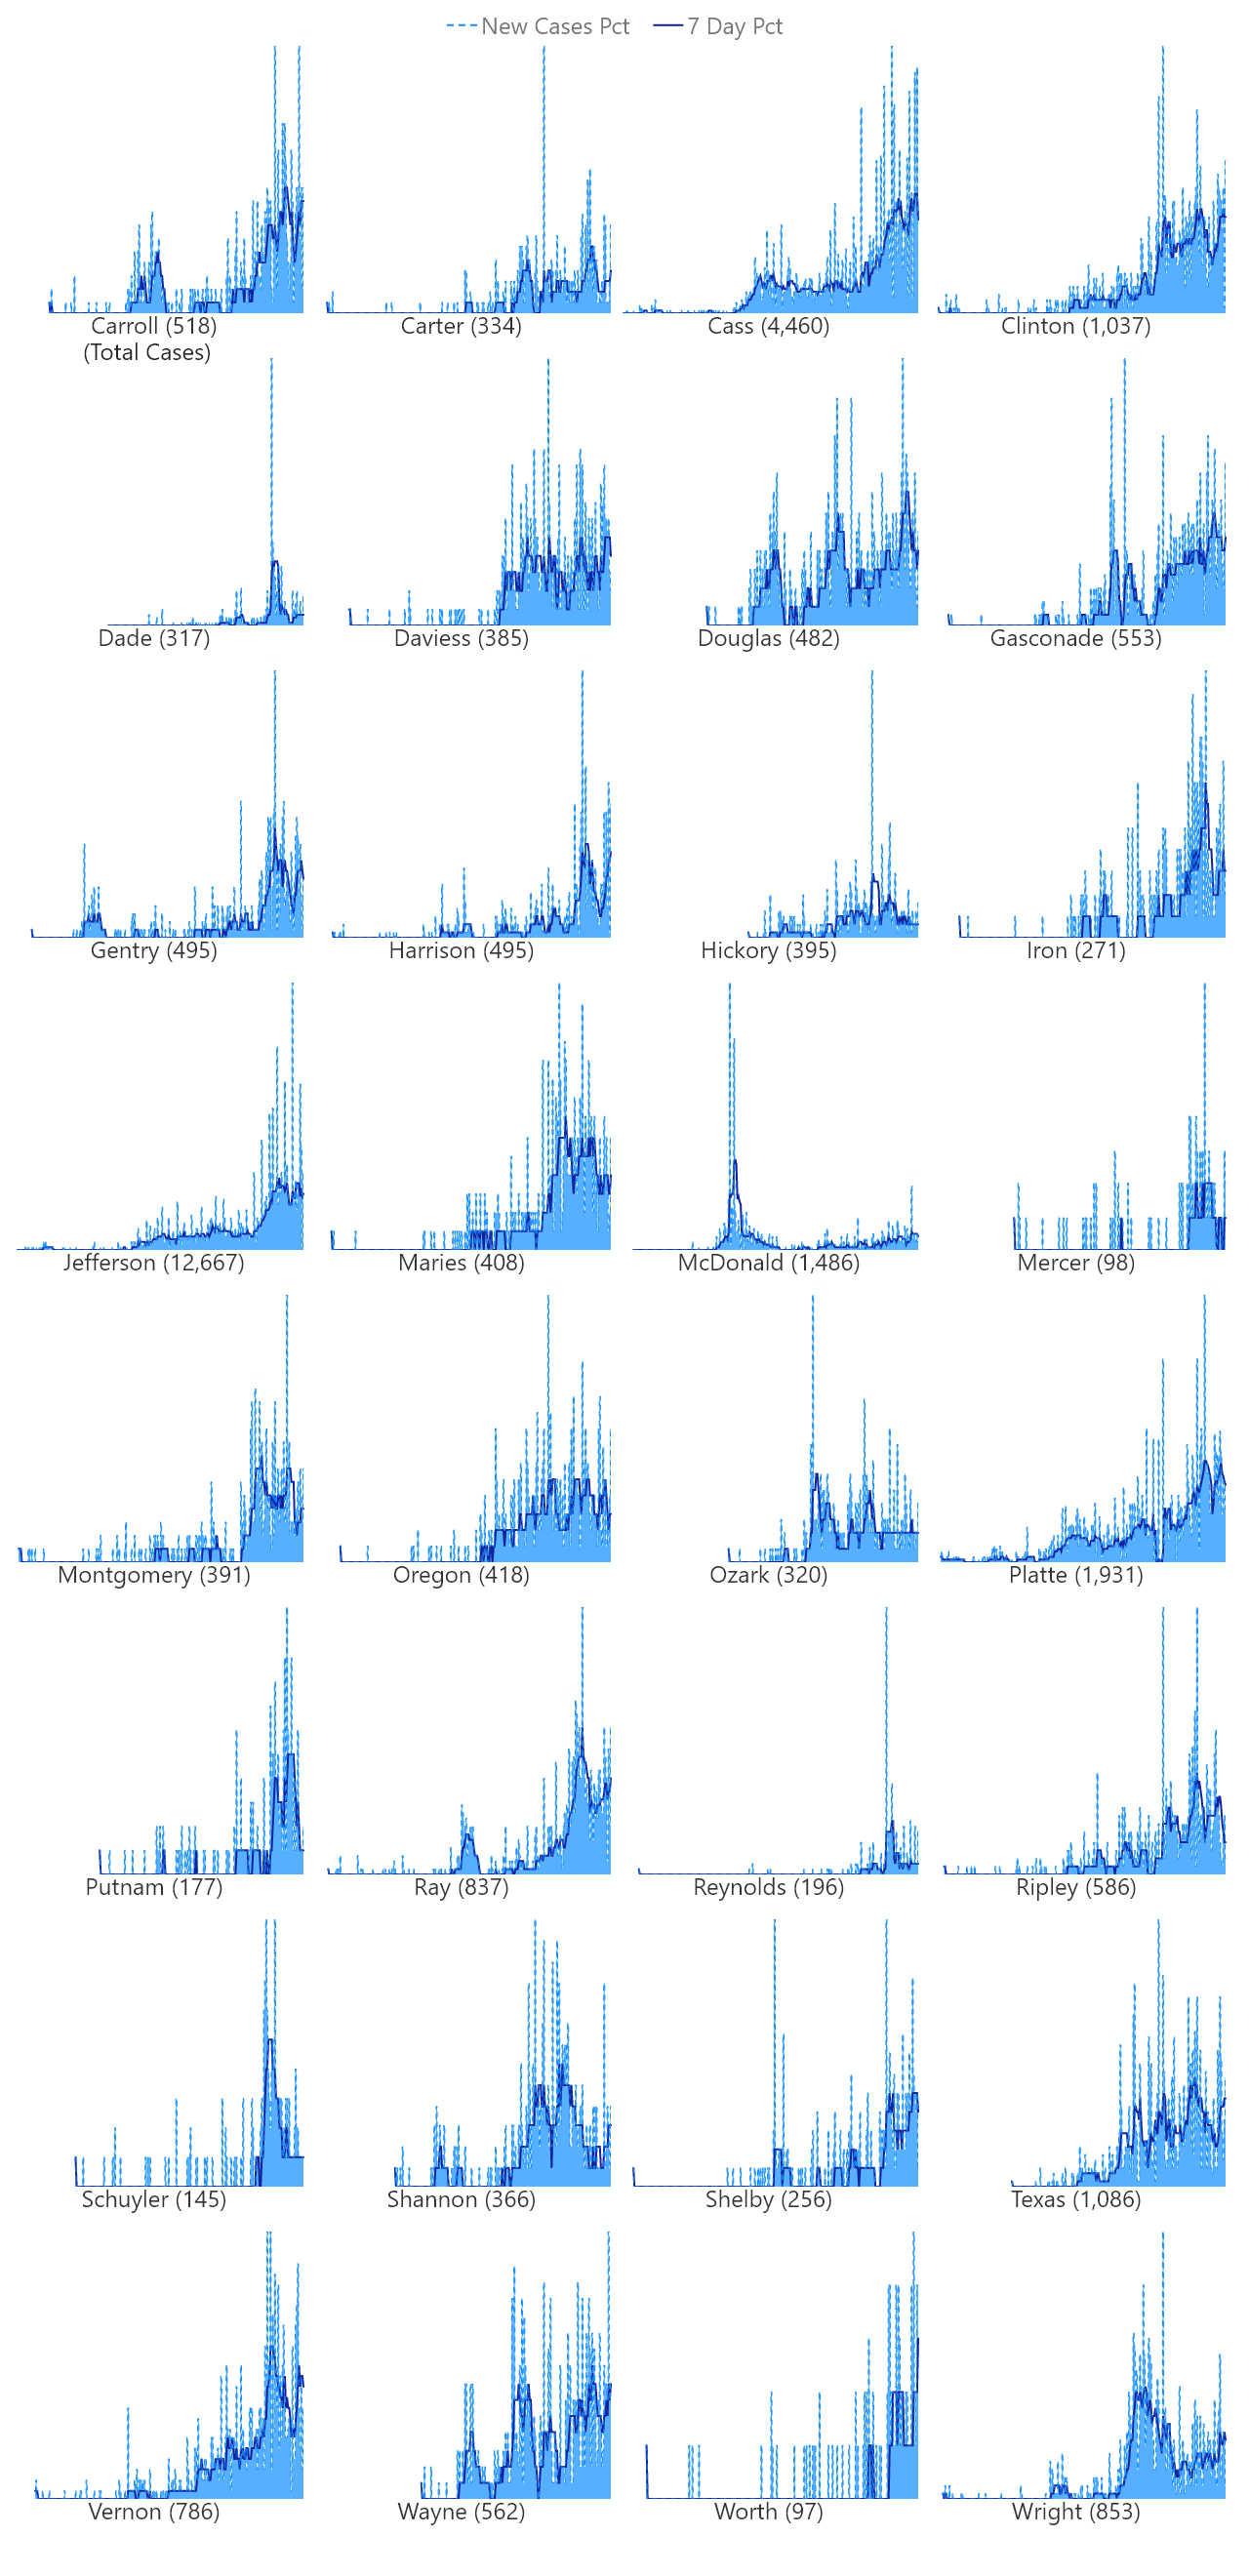 New Cases Pct 7 Day Pct
Carroll (518) Carter (334) Cass (4,460) Clinton (1,037)
(Total Cases)
Dade (317) Daviess (385) Douglas (482) Gasconade (553)
Gentry (495) Harrison (495) Hickory (395) Iron (271)
Jefferson (12,667) Maries (408) McDonald (1,486) Mercer (98)
Montgomery (391) Oregon (418) Ozark (320) Platte (1,931)
Putnam (177) Ray (837) Reynolds (196) Ripley (586)
Schuyler (145) Shannon (366) Shelby (256) Texas (1,086)
Vernon (786) Wayne (562) Worth (97) Wright (853)